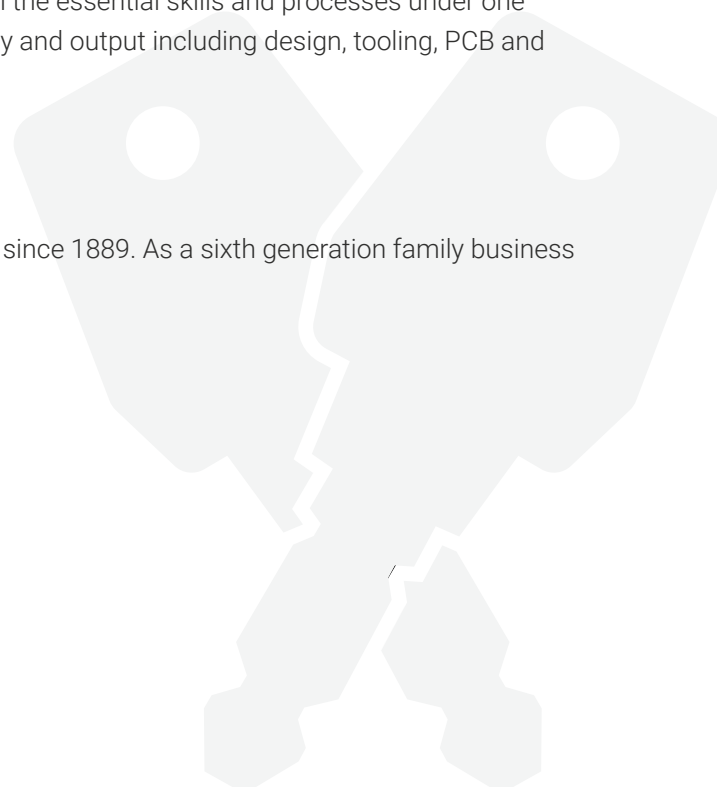 the essential skills and processes under one
y and output including design, tooling, PCB and
since 1889. As a sixth generation family business